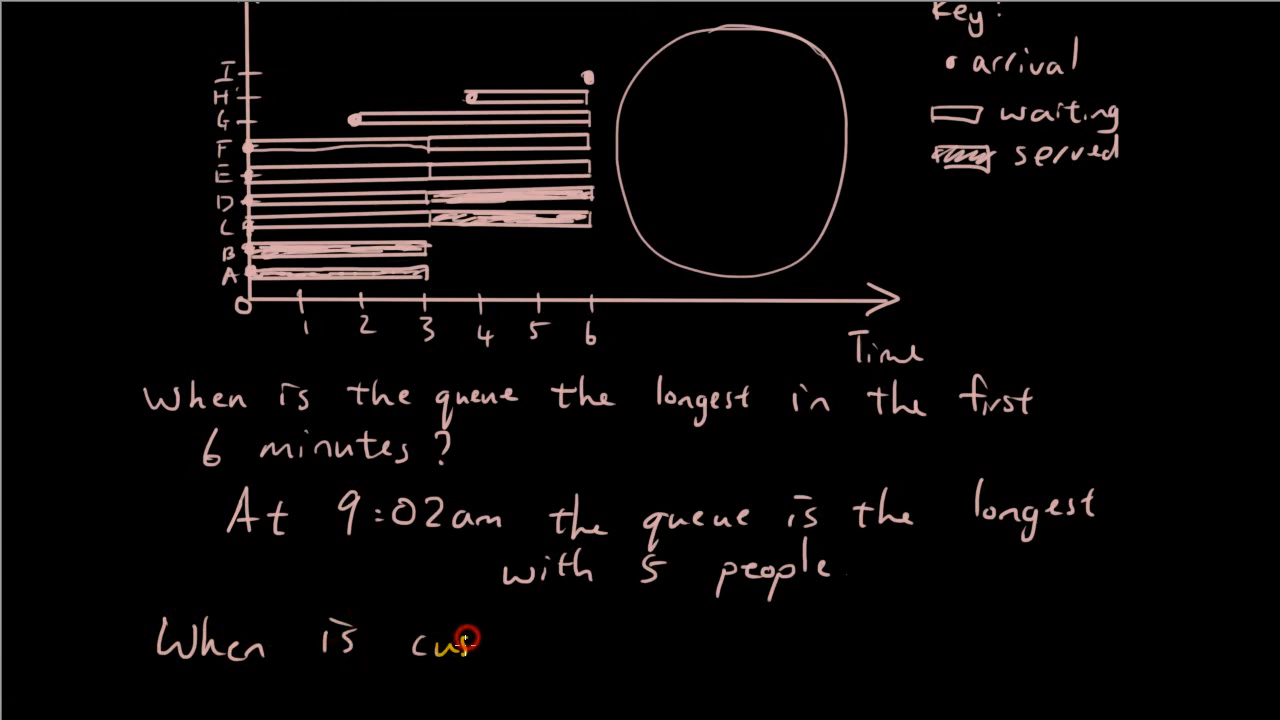 Key:
arrival
waiting
served
I
H
G
F
E
D
C
B
A
0 1 2 3 4 5 6
Time
When is the queue the longest in the first
6 minutes?
At 9:02am the queue is the longest
with 5 people.
When is cus